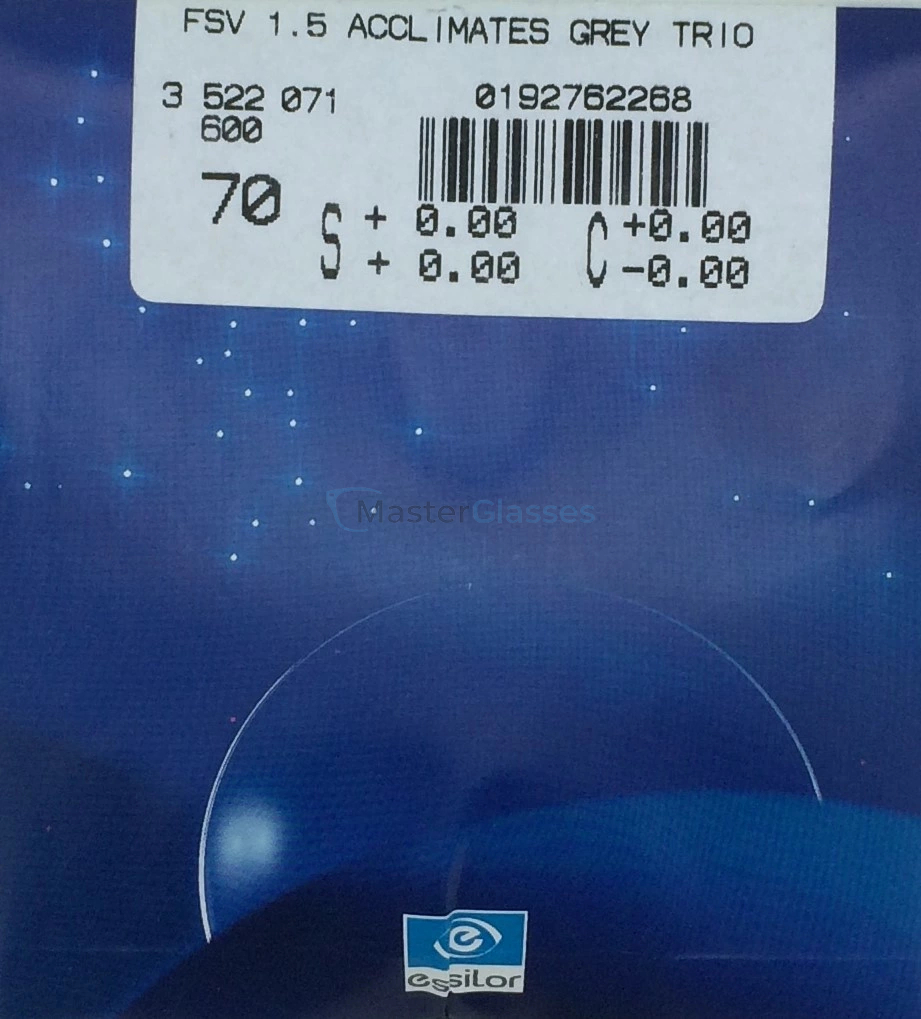 FSV 1.5 ACCLIMATES GREY TRIO
3 522 071 0192762268
600
70
S + 0.00 C +0.00
+ 0.00 -0.00
MasterGlasses
essilor